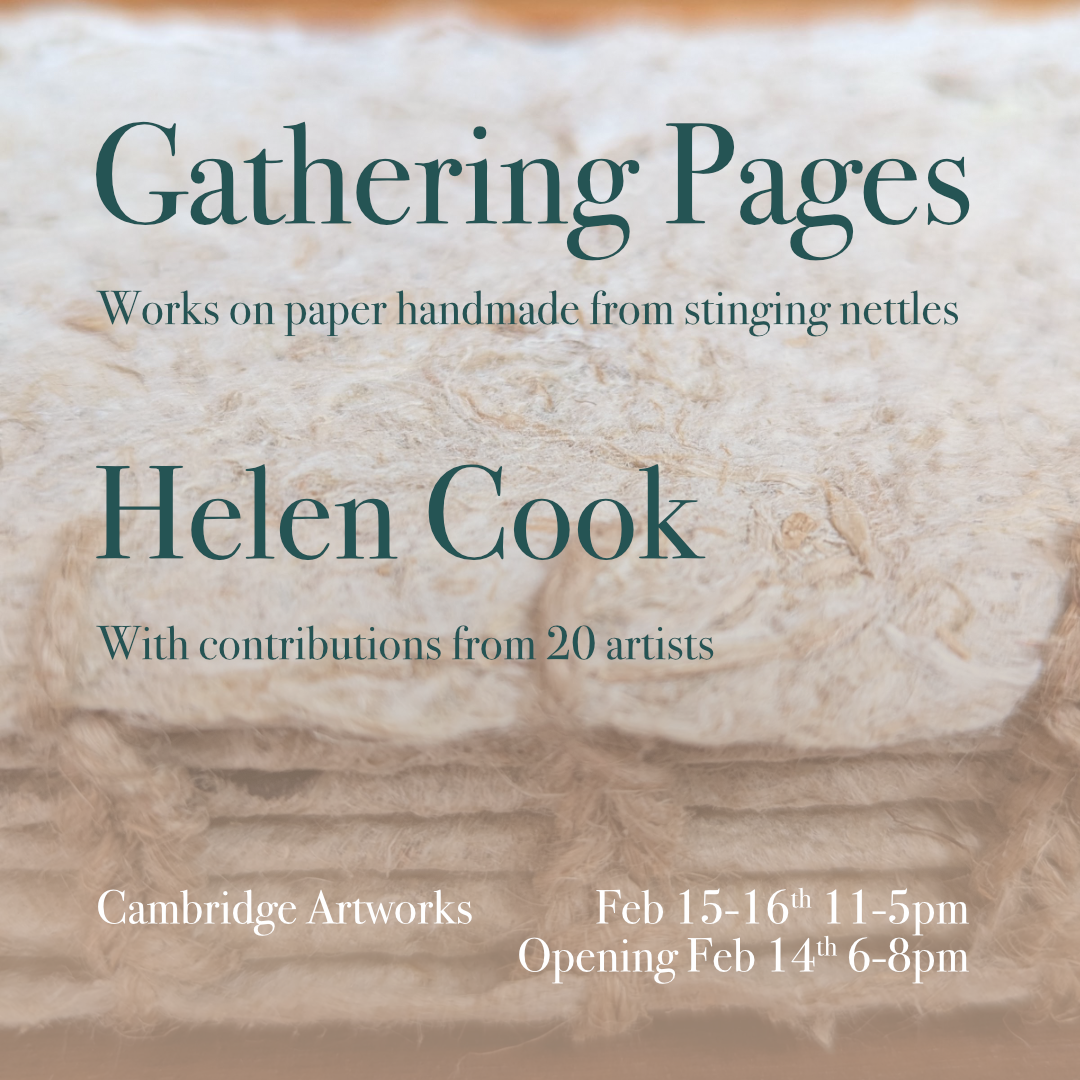 Gathering Pages
Works on paper handmade from stinging nettles
Helen Cook
With contributions from 20 artists
Cambridge Artworks
Feb 15-16th 11-5pm
Opening Feb 14th 6-8pm